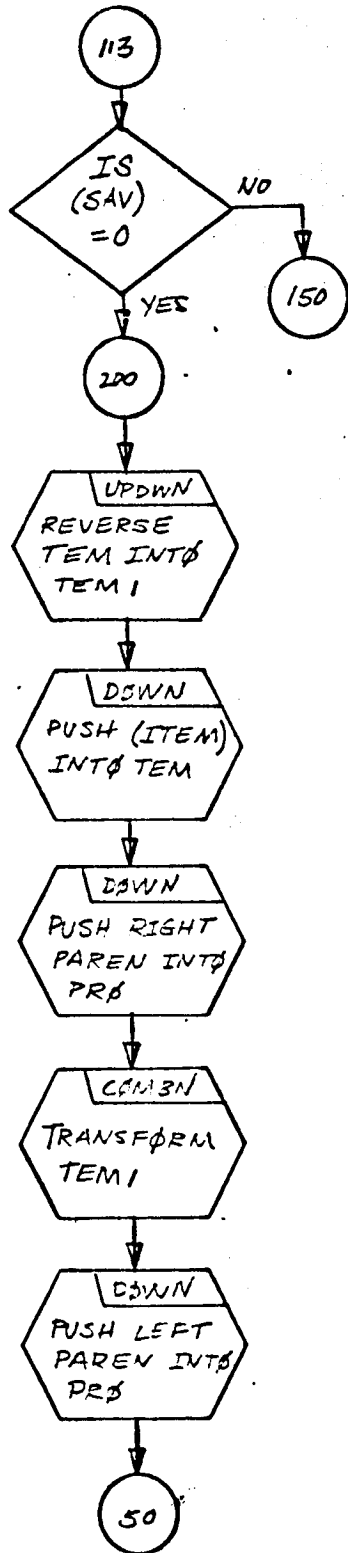 113
IS
(SAV)
=0
NO
150
YES
200
UPDWN
REVERSE
TEM INTØ
TEM1
DØWN
PUSH (ITEM)
INTØ TEM
DØWN
PUSH RIGHT
PAREN INTØ
PRØ
CØMBN
TRANSFØRM
TEM1
DØWN
PUSH LEFT
PAREN INTØ
PRØ
50